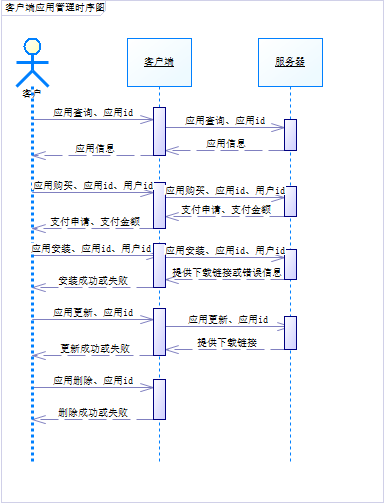 客户端应用管理时序图
客户端
服务器
客户
应用查询、应用id
应用查询、应用id
应用信息
应用信息
应用购买、应用id、用户id
应用购买、应用id、用户id
支付申请、支付金额
支付申请、支付金额
应用安装、应用id、用户id
应用安装、应用id、用户id
提供下载链接或错误信息
安装成功或失败
应用更新、应用id
应用更新、应用id
提供下载链接
更新成功或失败
应用删除、应用id
删除成功或失败